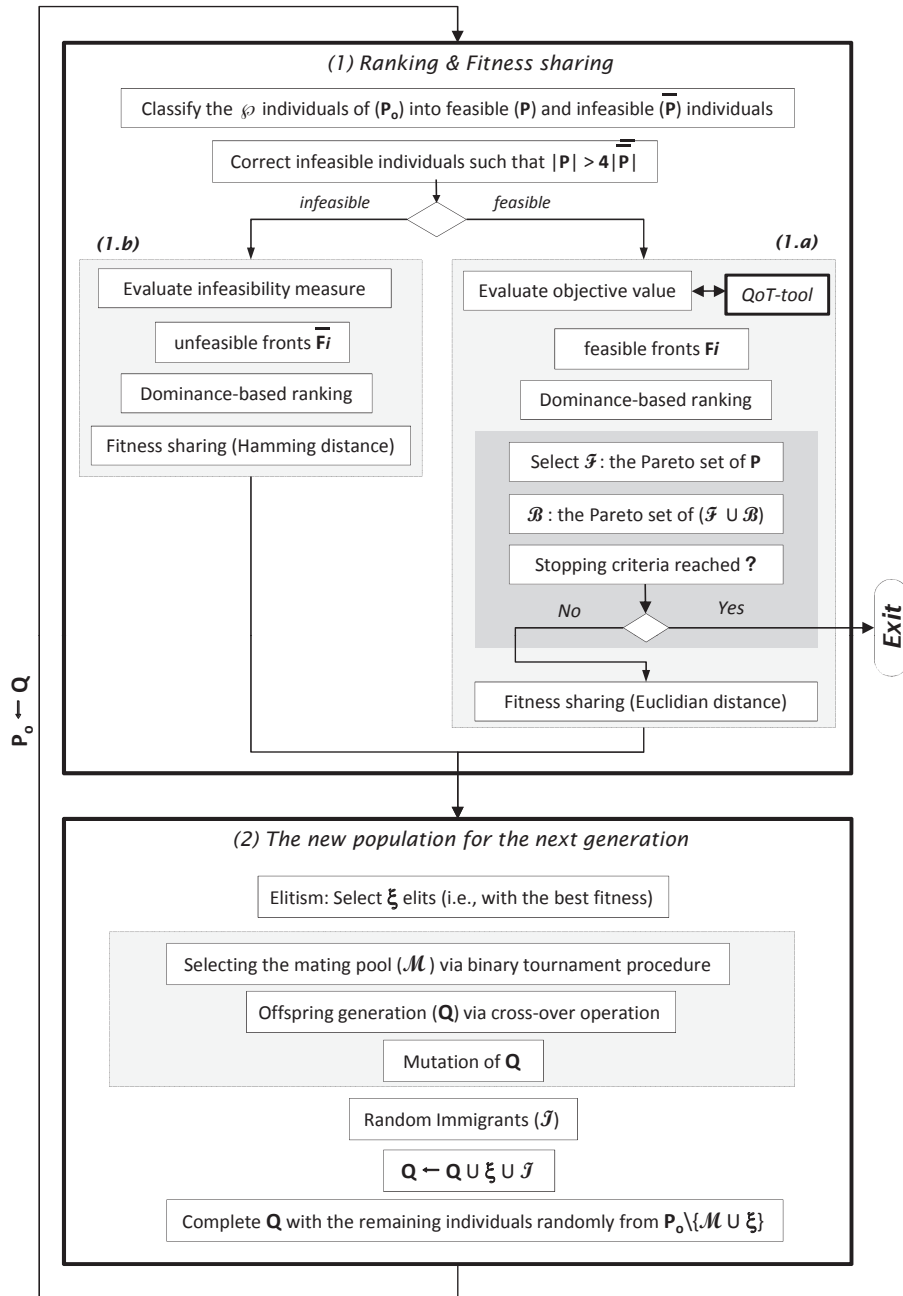 (1) Ranking & Fitness sharing
Classify the ℘ individuals of (Pₒ) into feasible (P) and infeasible (P̅) individuals
Correct infeasible individuals such that |P| > 4|P̿|
infeasible
feasible
(1.b)
(1.a)
Evaluate infeasibility measure
unfeasible fronts F̅i
Dominance-based ranking
Fitness sharing (Hamming distance)
Evaluate objective value
QoT-tool
feasible fronts Fi
Dominance-based ranking
Select ℱ : the Pareto set of P
ℬ : the Pareto set of (ℱ ∪ ℬ)
Stopping criteria reached ?
No
Yes
Exit
Fitness sharing (Euclidian distance)
Pₒ ← Q
(2) The new population for the next generation
Elitism: Select ξ elits (i.e., with the best fitness)
Selecting the mating pool (ℳ) via binary tournament procedure
Offspring generation (Q) via cross-over operation
Mutation of Q
Random Immigrants (ℐ)
Q ← Q ∪ ξ ∪ ℐ
Complete Q with the remaining individuals randomly from Pₒ\{ℳ ∪ ξ}